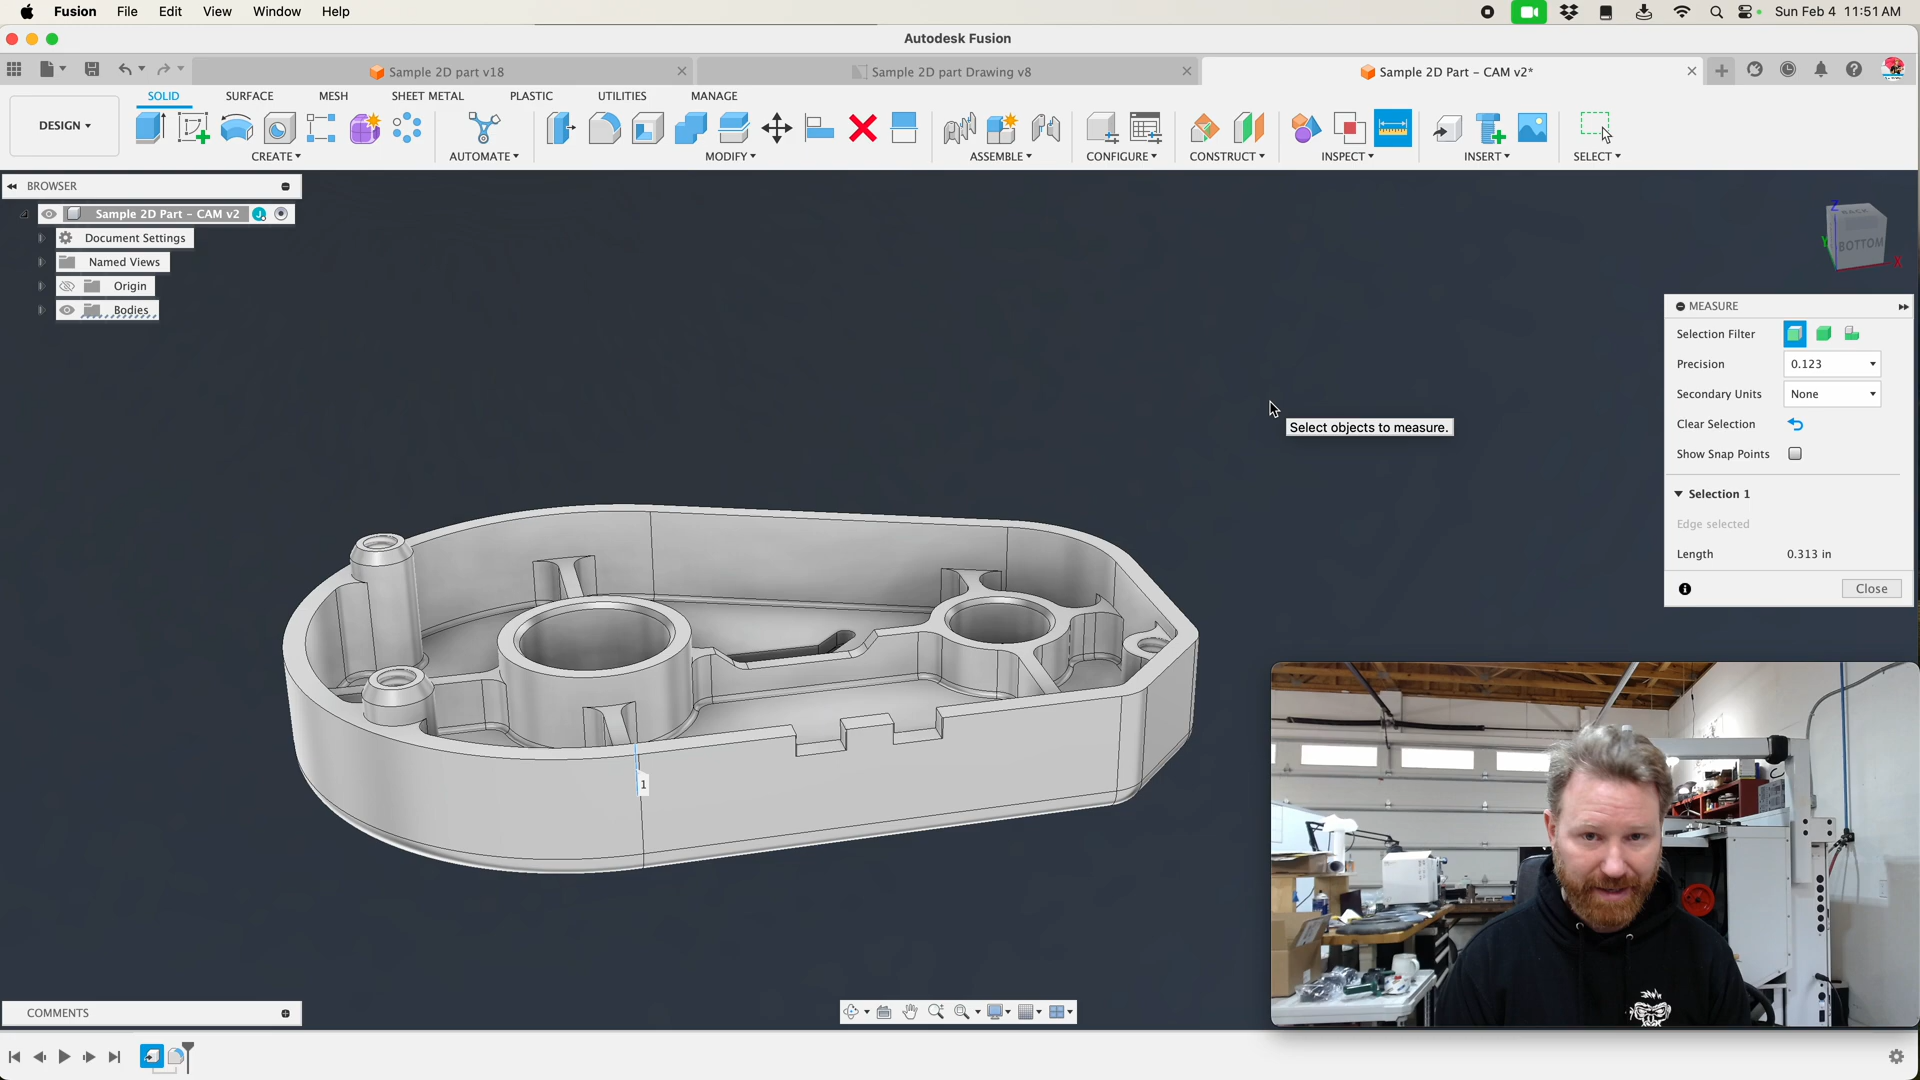 Fusion File Edit View Window Help
Sun Feb 4 11:51 AM
Autodesk Fusion
Sample 2D part v18
Sample 2D part Drawing v8
Sample 2D Part - CAM v2*
DESIGN
SOLID SURFACE MESH SHEET METAL PLASTIC UTILITIES MANAGE
CREATE AUTOMATE MODIFY ASSEMBLE CONFIGURE CONSTRUCT INSPECT INSERT SELECT
BROWSER
Sample 2D Part - CAM v2
Document Settings
Named Views
Origin
Bodies
Z
BACK
Y
BOTTOM
X
MEASURE
Selection Filter
Precision 0.123
Secondary Units None
Clear Selection
Show Snap Points
Selection 1
Edge selected
Length 0.313 in
Close
Select objects to measure.
1
COMMENTS